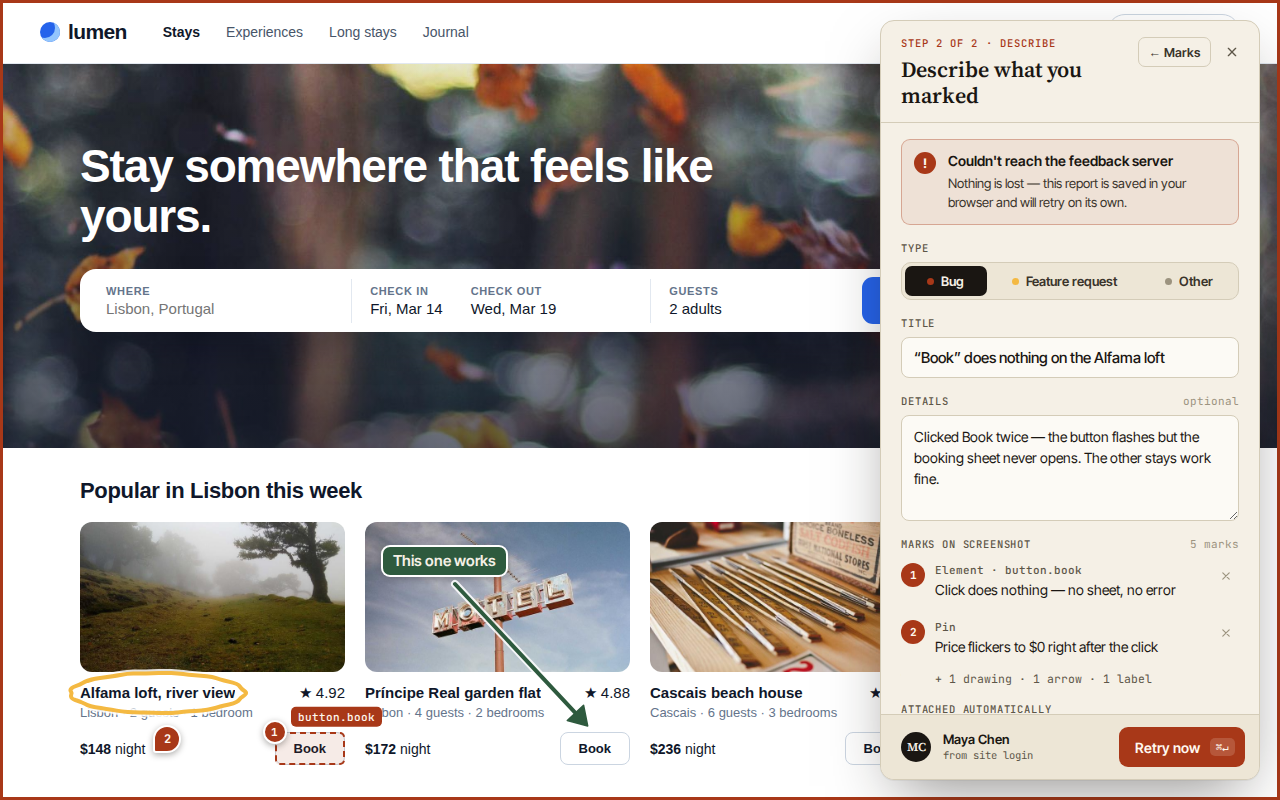 lumen
Stays
Experiences
Long stays
Journal
Stay somewhere that feels like
yours.
WHERE
Lisbon, Portugal
CHECK IN
Fri, Mar 14
CHECK OUT
Wed, Mar 19
GUESTS
2 adults
Popular in Lisbon this week
This one works
MOTEL
Alfama loft, river view
★ 4.92
bedroom
button.book
1
2
$148 night
Book
Príncipe Real garden flat
★ 4.88
bon · 4 guests · 2 bedrooms
$172 night
Book
Cascais beach house
★
Cascais · 6 guests · 3 bedrooms
$236 night
Bo
STEP 2 OF 2 · DESCRIBE
← Marks
×
Describe what you
marked
!
Couldn't reach the feedback server
Nothing is lost — this report is saved in your
browser and will retry on its own.
TYPE
Bug
Feature request
Other
TITLE
“Book” does nothing on the Alfama loft
DETAILS
optional
Clicked Book twice — the button flashes but the
booking sheet never opens. The other stays work
fine.
MARKS ON SCREENSHOT
5 marks
1
Element · button.book
Click does nothing — no sheet, no error
×
2
Pin
Price flickers to $0 right after the click
×
+ 1 drawing · 1 arrow · 1 label
ATTACHED AUTOMATICALLY
MC
Maya Chen
from site login
Retry now
⌘↵